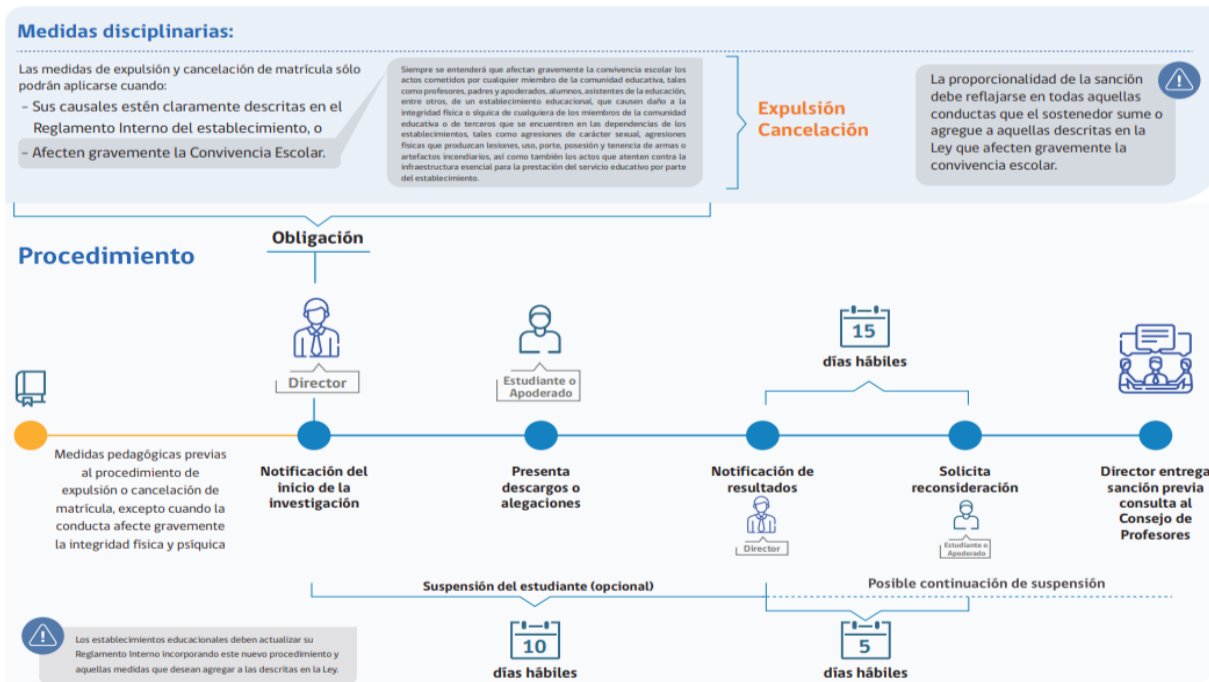 Medidas disciplinarias:
Las medidas de expulsión y cancelación de matrícula sólo
podrán aplicarse cuando:
- Sus causales estén claramente descritas en el
Reglamento Interno del establecimiento, o
- Afecten gravemente la Convivencia Escolar.
Siempre se entenderá que afectan gravemente la convivencia escolar los
actos cometidos por cualquier miembro de la comunidad educativa, tales
como profesores, padres y apoderados, alumnos, asistentes de la educación,
entre otros, de un establecimiento educacional, que causen daño a la
integridad física o síquica de cualquiera de los miembros de la comunidad
educativa o de terceros que se encuentren en las dependencias de los
establecimientos, tales como agresiones de carácter sexual, agresiones
físicas que produzcan lesiones, uso, porte, posesión y tenencia de armas o
artefactos incendiarios, así como también los actos que atenten contra la
infraestructura esencial para la prestación del servicio educativo por parte
del establecimiento.
Expulsión
Cancelación
La proporcionalidad de la sanción
debe reflajarse en todas aquellas
conductas que el sostenedor sume o
agregue a aquellas descritas en la
Ley que afecten gravemente la
convivencia escolar.
Obligación
Procedimiento
Director
Estudiante o
Apoderado
15
días hábiles
Medidas pedagógicas previas
al procedimiento de
expulsión o cancelación de
matrícula, excepto cuando la
conducta afecte gravemente
la integridad física y psíquica
Notificación del
inicio de la
investigación
Presenta
descargos o
alegaciones
Notificación de
resultados
Director
Solicita
reconsideración
Estudiante o
Apoderado
Director entrega
sanción previa
consulta al
Consejo de
Profesores
Suspensión del estudiante (opcional)
Posible continuación de suspensión
10
días hábiles
5
días hábiles
Los establecimientos educacionales deben actualizar su
Reglamento Interno incorporando este nuevo procedimiento y
aquellas medidas que desean agregar a las descritas en la Ley.